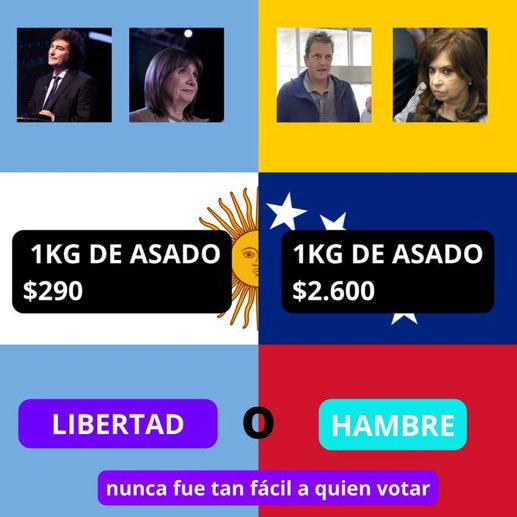 1KG DE ASADO
$290
1KG DE ASADO
$2.600
LIBERTAD
O
HAMBRE
nunca fue tan fácil a quien votar